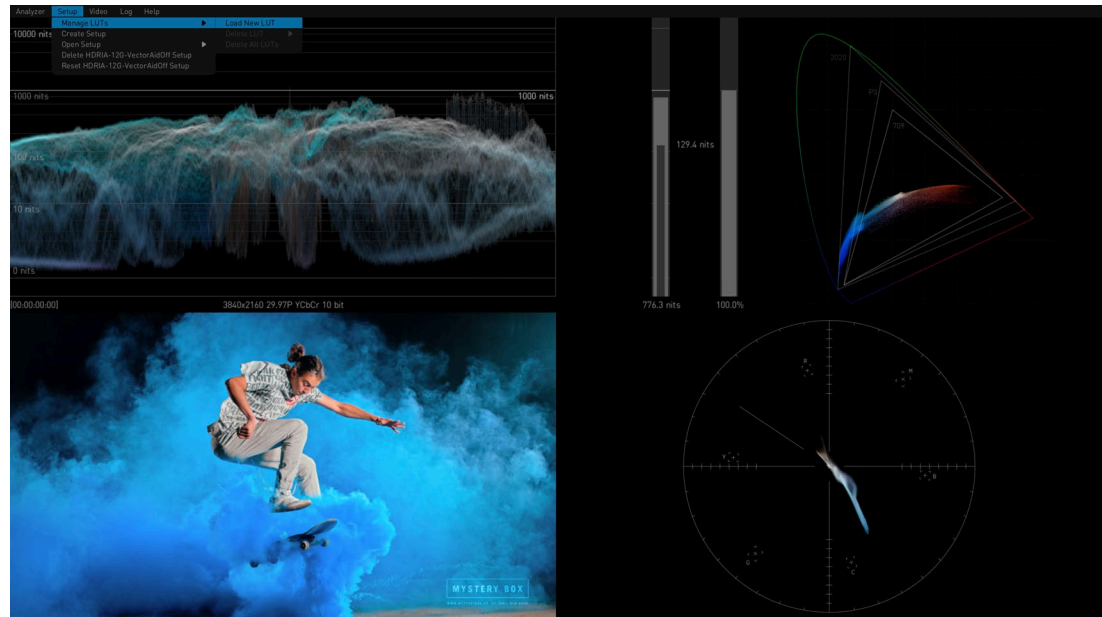 Analyzer Setup Video Log Help
Manage LUTs
Load New LUT
Create Setup
Delete LUT
Open Setup
Delete All LUTs
Delete HDRIA-12G-VectorAidOff Setup
Reset HDRIA-12G-VectorAidOff Setup
10000 nits
1000 nits
1000 nits
100 nits
10 nits
0 nits
129.4 nits
776.3 nits
100.0%
2020
P3
709
[00:00:00:00]
3840x2160 29.97P YCbCr 10 bit
R
M
Y
B
G
C
MYSTERY BOX